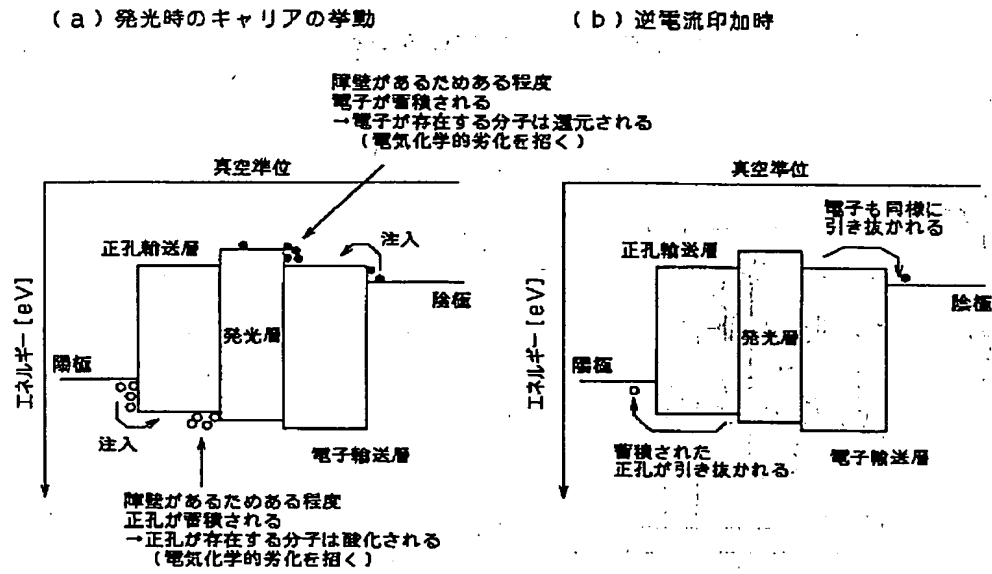 (a)発光時のキャリアの挙動
障壁があるためある程度
電子が蓄積される
→電子が存在する分子は還元される
(電気化学的劣化を招く)
真空準位
正孔輸送層
注入
陰極
発光層
エネルギー[eV]
陽極
注入
電子輸送層
障壁があるためある程度
正孔が蓄積される
→正孔が存在する分子は酸化される
(電気化学的劣化を招く)
(b)逆電流印加時
真空準位
電子も同様に
引き抜かれる
正孔輸送層
陰極
発光層
エネルギー[eV]
陽極
蓄積された
正孔が引き抜かれる
電子輸送層